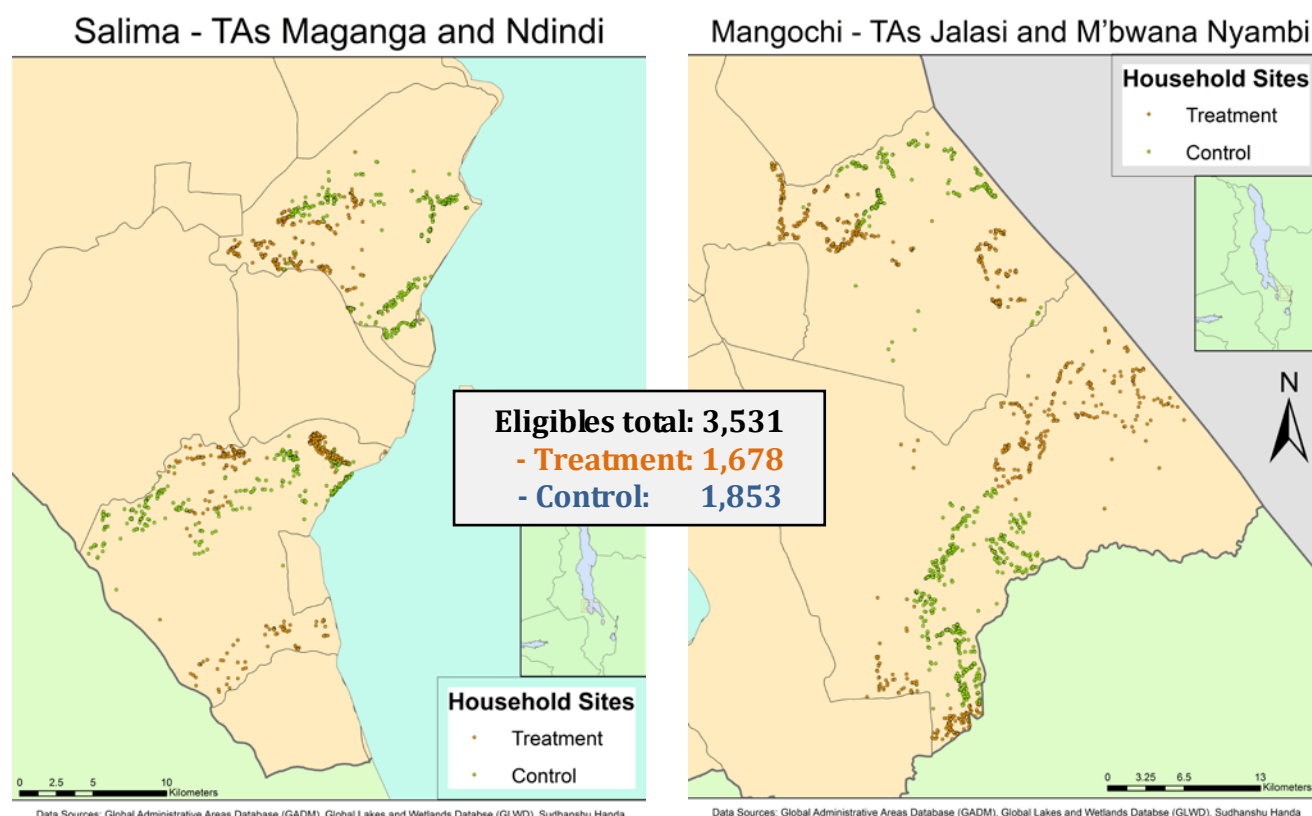 Salima - TAs Maganga and Ndindi
Mangochi - TAs Jalasi and M'bwana Nyambi
Household Sites
Treatment
Control
N
Eligibles total: 3,531
- Treatment: 1,678
- Control: 1,853
Household Sites
Treatment
Control
0 2.5 5 10
Kilometers
0 3.25 6.5 13
Kilometers
Data Sources: Global Administrative Areas Database (GADM), Global Lakes and Wetlands Databse (GLWD), Sudhanshu Handa
Data Sources: Global Administrative Areas Database (GADM), Global Lakes and Wetlands Databse (GLWD), Sudhanshu Handa